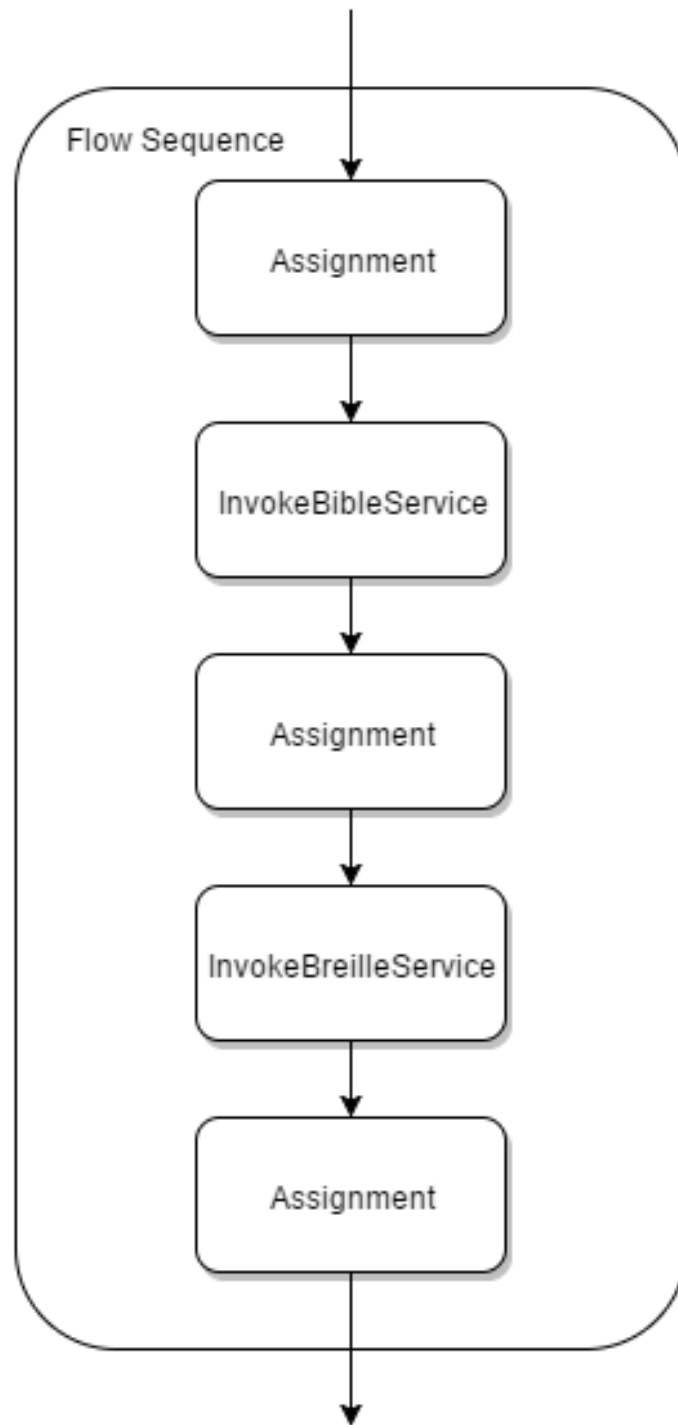 Flow Sequence
Assignment
InvokeBibleService
Assignment
InvokeBreilleService
Assignment